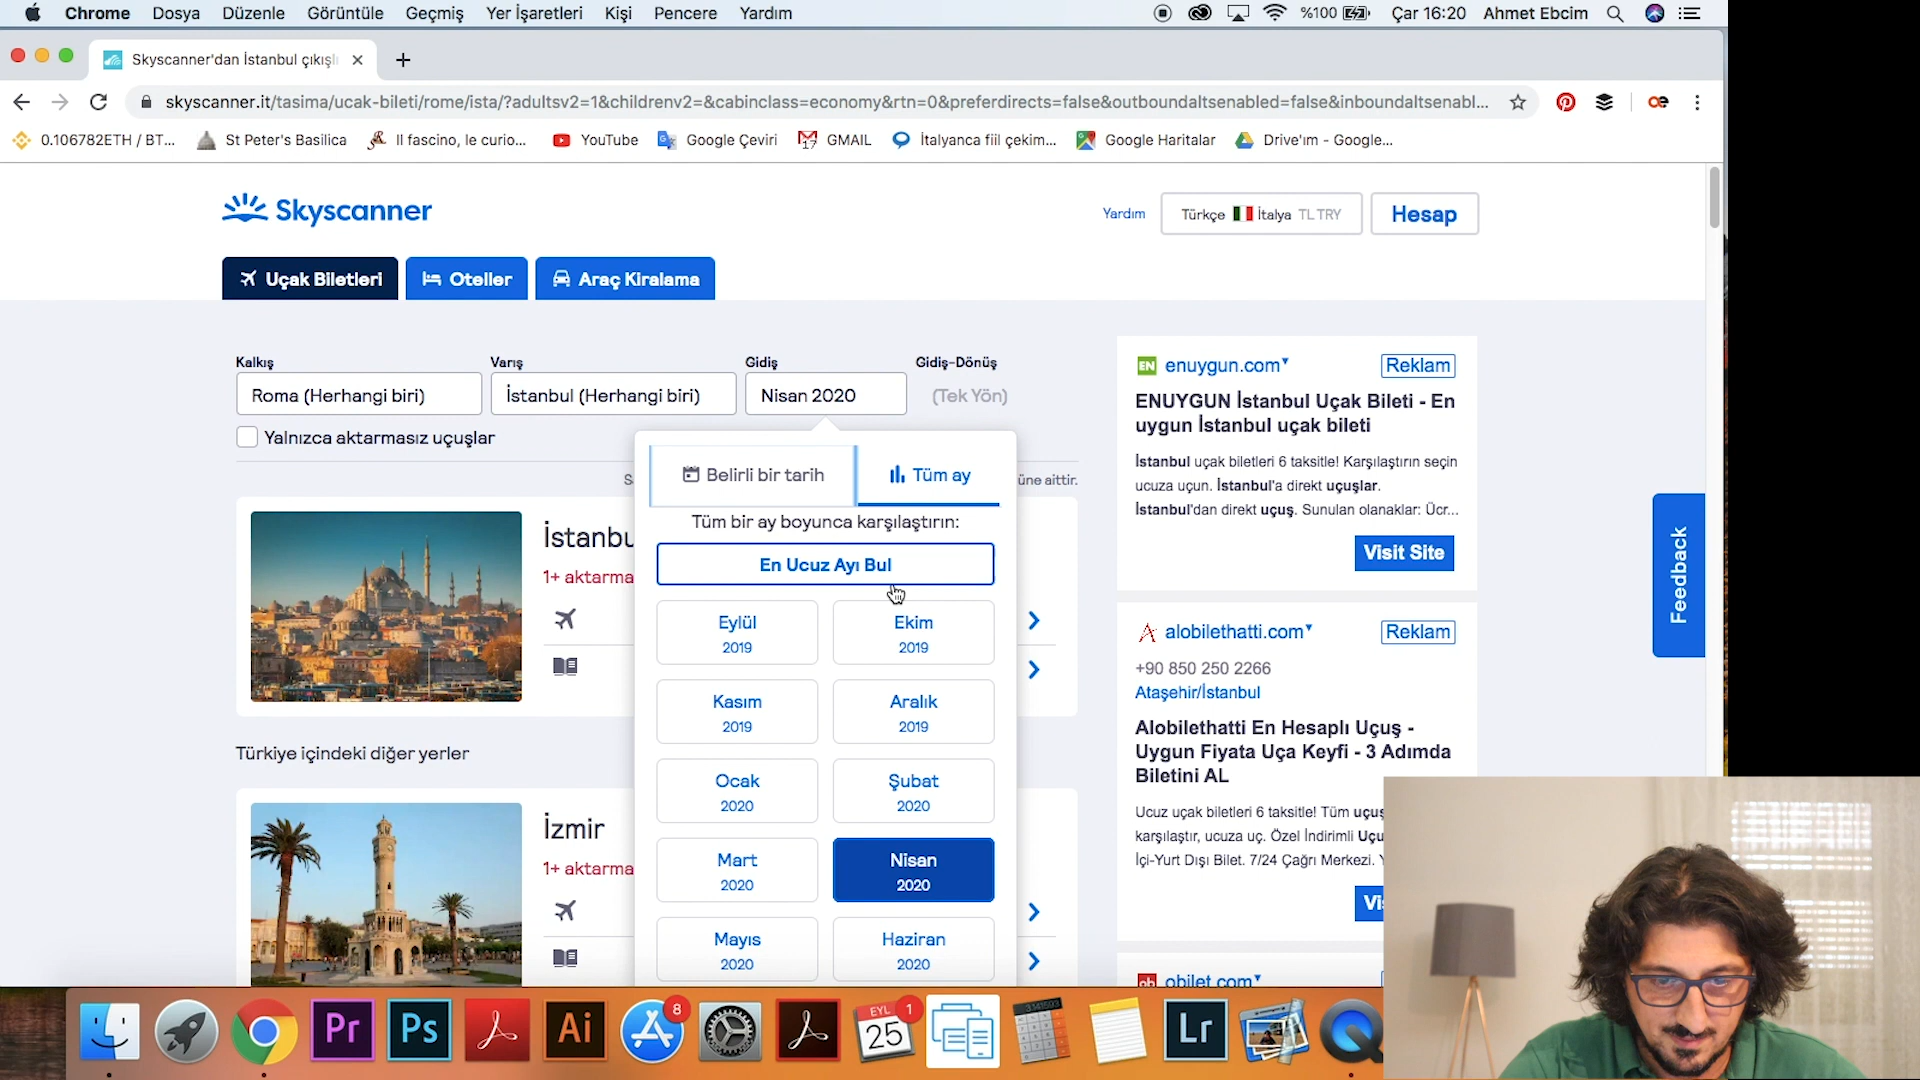 Chrome Dosya Düzenle Görüntüle Geçmiş Yer İşaretleri Kişi Pencere Yardım %100 Çar 16:20 Ahmet Ebcim
Skyscanner'dan İstanbul çıkışlı
skyscanner.it/tasima/ucak-bileti/rome/ista/?adultsv2=1&childrenv2=&cabinclass=economy&rtn=0&preferdirects=false&outboundaltsenabled=false&inboundaltsenabl...
0.106782ETH / BT... St Peter's Basilica Il fascino, le curio... YouTube Google Çeviri GMAIL İtalyanca fiil çekim... Google Haritalar Drive'ım - Google...
Skyscanner
Yardım Türkçe İtalya TL TRY Hesap
Uçak Biletleri Oteller Araç Kiralama
Kalkış Varış Gidiş Gidiş-Dönüş
Roma (Herhangi biri) İstanbul (Herhangi biri) Nisan 2020 (Tek Yön)
Yalnızca aktarmasız uçuşlar
üne aittir.
Belirli bir tarih Tüm ay
Tüm bir ay boyunca karşılaştırın:
En Ucuz Ayı Bul
Eylül Ekim
2019 2019
Kasım Aralık
2019 2019
Ocak Şubat
2020 2020
Mart Nisan
2020 2020
Mayıs Haziran
2020 2020
İstanbu
1+ aktarma
Türkiye içindeki diğer yerler
İzmir
1+ aktarma
EN enuygun.com Reklam
ENUYGUN İstanbul Uçak Bileti - En
uygun İstanbul uçak bileti
İstanbul uçak biletleri 6 taksitle! Karşılaştırın seçin
ucuza uçun. İstanbul'a direkt uçuşlar.
İstanbul'dan direkt uçuş. Sunulan olanaklar: Ücr...
Visit Site
Feedback
alobilethatti.com Reklam
+90 850 250 2266
Ataşehir/İstanbul
Alobilethatti En Hesaplı Uçuş -
Uygun Fiyata Uça Keyfi - 3 Adımda
Biletini AL
Ucuz uçak biletleri 6 taksitle! Tüm uçuş
karşılaştır, ucuza uç. Özel İndirimli Uçu
İçi-Yurt Dışı Bilet. 7/24 Çağrı Merkezi. Y
Vi
obilet.com
Pr Ps Ai 8 EYL 25 1 Lr